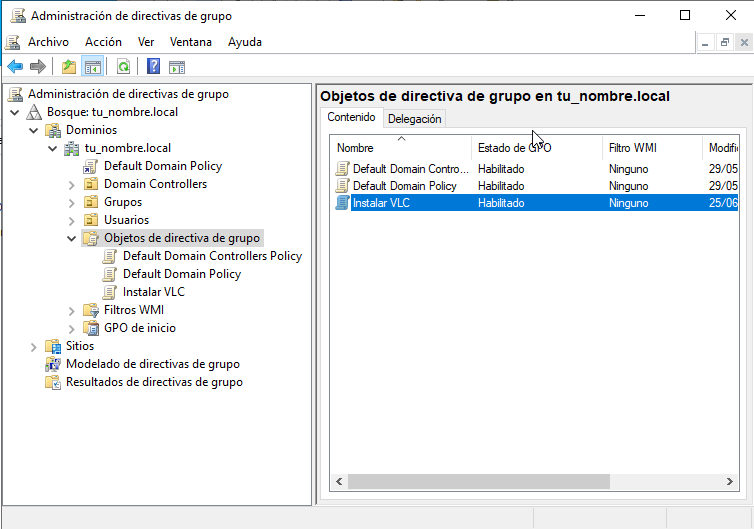 Administración de directivas de grupo
Archivo Acción Ver Ventana Ayuda
Administración de directivas de grupo
Bosque: tu_nombre.local
Dominios
tu_nombre.local
Default Domain Policy
Domain Controllers
Grupos
Usuarios
Objetos de directiva de grupo
Default Domain Controllers Policy
Default Domain Policy
Instalar VLC
Filtros WMI
GPO de inicio
Sitios
Modelado de directivas de grupo
Resultados de directivas de grupo
Objetos de directiva de grupo en tu_nombre.local
Contenido Delegación
Nombre Estado de GPO Filtro WMI Modifi
Default Domain Contro... Habilitado Ninguno 29/05
Default Domain Policy Habilitado Ninguno 29/05
Instalar VLC Habilitado Ninguno 25/06